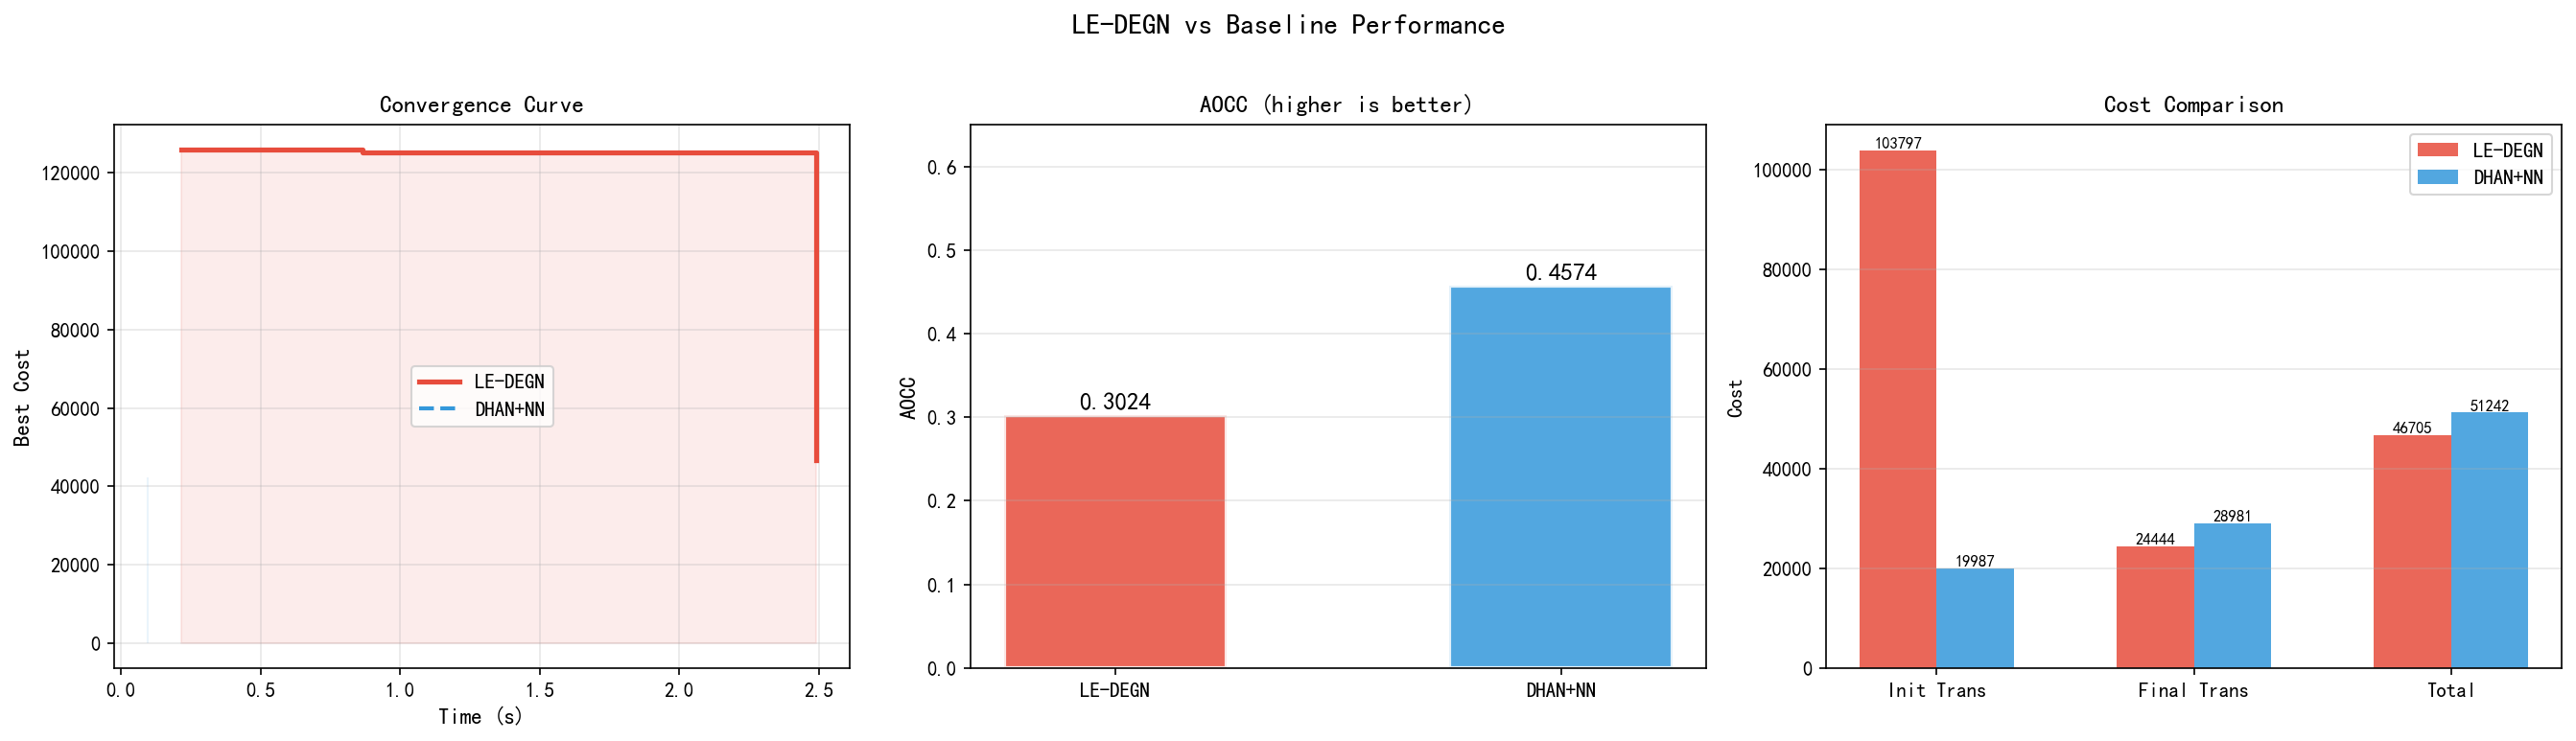 LE-DEGN vs Baseline Performance
Convergence Curve
Best Cost
120000
100000
80000
60000
40000
20000
0
LE-DEGN
DHAN+NN
0.0 0.5 1.0 1.5 2.0 2.5
Time (s)
AOCC (higher is better)
AOCC
0.6
0.5
0.4
0.3
0.2
0.1
0.0
0.3024
0.4574
LE-DEGN DHAN+NN
Cost Comparison
Cost
100000
80000
60000
40000
20000
0
LE-DEGN
DHAN+NN
103797
19987
24444
28981
46705
51242
Init Trans Final Trans Total